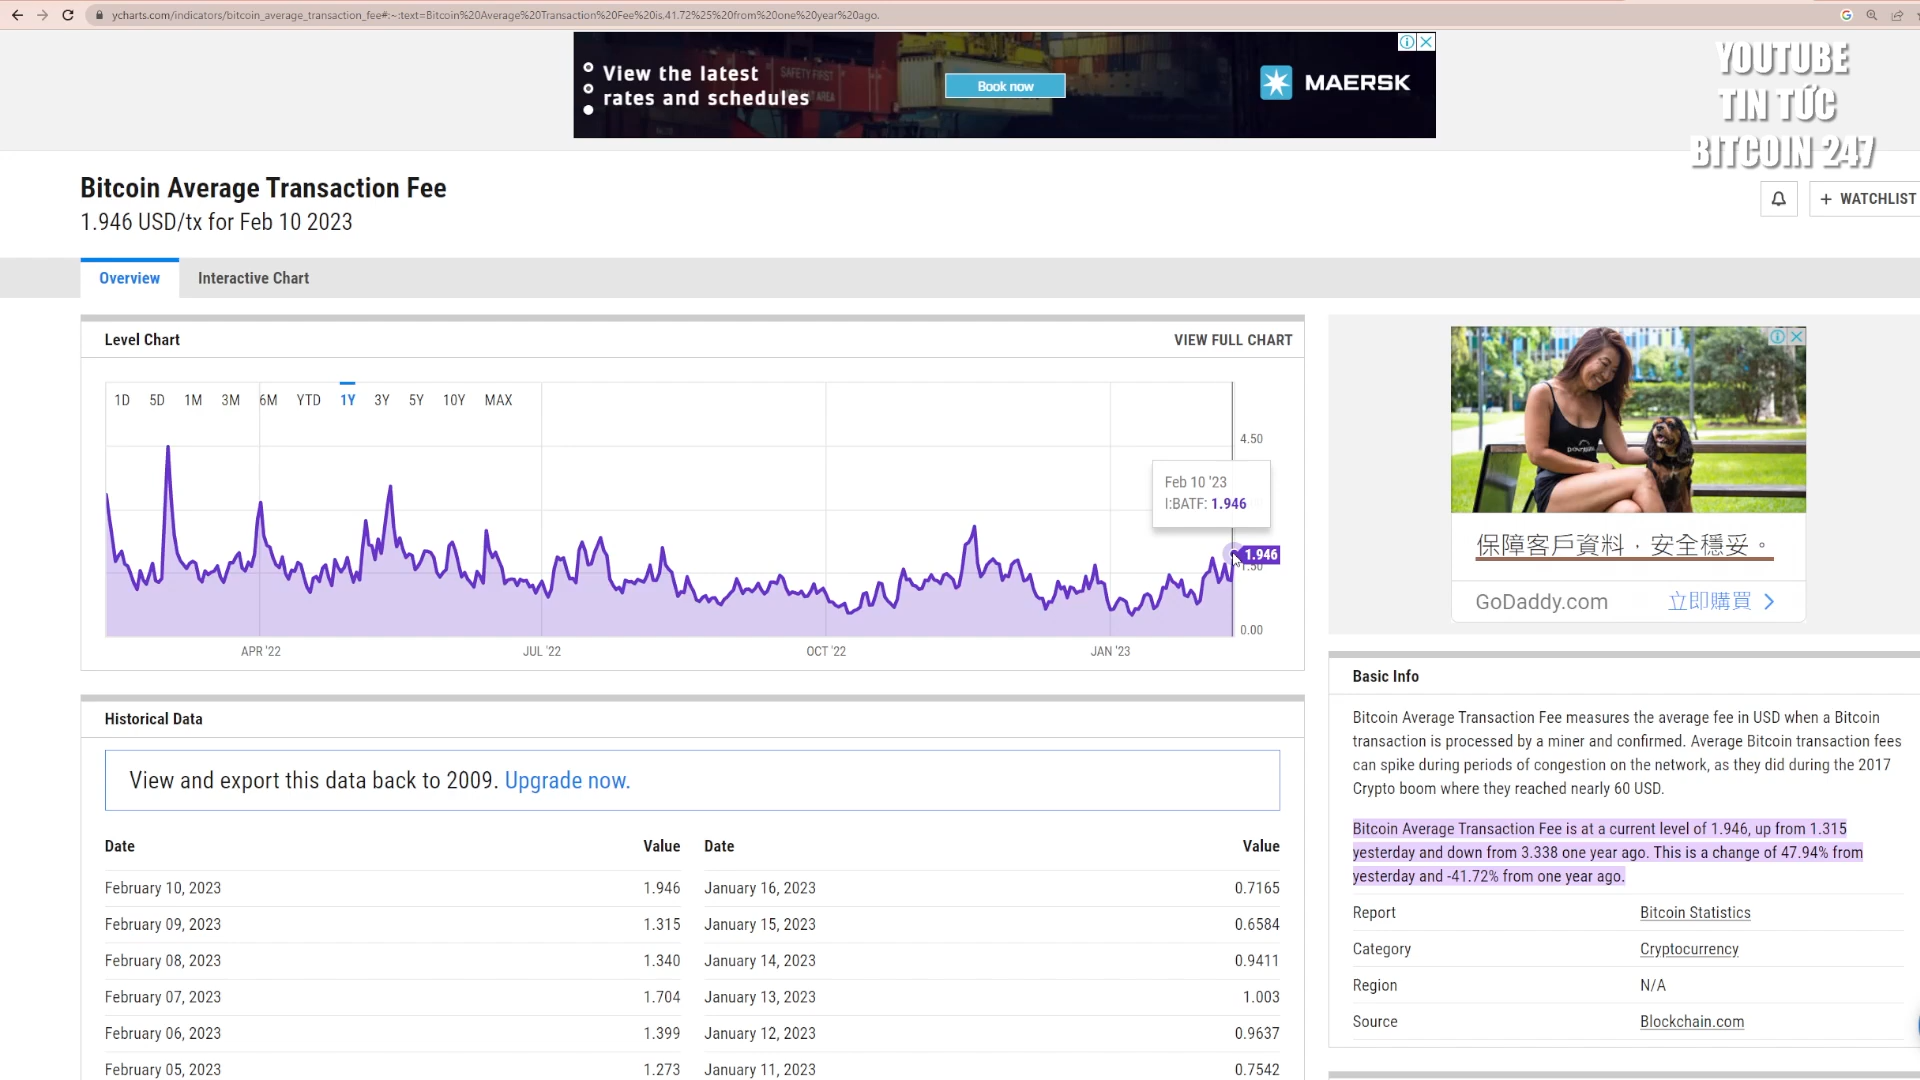 ycharts.com/indicators/bitcoin_average_transaction_fee#:~:text=Bitcoin%20Average%20Transaction%20Fee%20is,41.72%25%20from%20one%20year%20ago.
View the latest
rates and schedules
SAFETY FIRST
Book now
MAERSK
YOUTUBE
TIN TỨC
BITCOIN 247
Bitcoin Average Transaction Fee
1.946 USD/tx for Feb 10 2023
+ WATCHLIST
Overview
Interactive Chart
Level Chart
VIEW FULL CHART
1D 5D 1M 3M 6M YTD 1Y 3Y 5Y 10Y MAX
4.50
Feb 10 '23
I:BATF: 1.946
1.946
0.00
APR '22
JUL '22
OCT '22
JAN '23
保障客戶資料，安全穩妥。
GoDaddy.com
立即購買
Historical Data
View and export this data back to 2009. Upgrade now.
Date Value Date Value
February 10, 2023 1.946 January 16, 2023 0.7165
February 09, 2023 1.315 January 15, 2023 0.6584
February 08, 2023 1.340 January 14, 2023 0.9411
February 07, 2023 1.704 January 13, 2023 1.003
February 06, 2023 1.399 January 12, 2023 0.9637
February 05, 2023 1.273 January 11, 2023 0.7542
Basic Info
Bitcoin Average Transaction Fee measures the average fee in USD when a Bitcoin
transaction is processed by a miner and confirmed. Average Bitcoin transaction fees
can spike during periods of congestion on the network, as they did during the 2017
Crypto boom where they reached nearly 60 USD.
Bitcoin Average Transaction Fee is at a current level of 1.946, up from 1.315
yesterday and down from 3.338 one year ago. This is a change of 47.94% from
yesterday and -41.72% from one year ago.
Report Bitcoin Statistics
Category Cryptocurrency
Region N/A
Source Blockchain.com